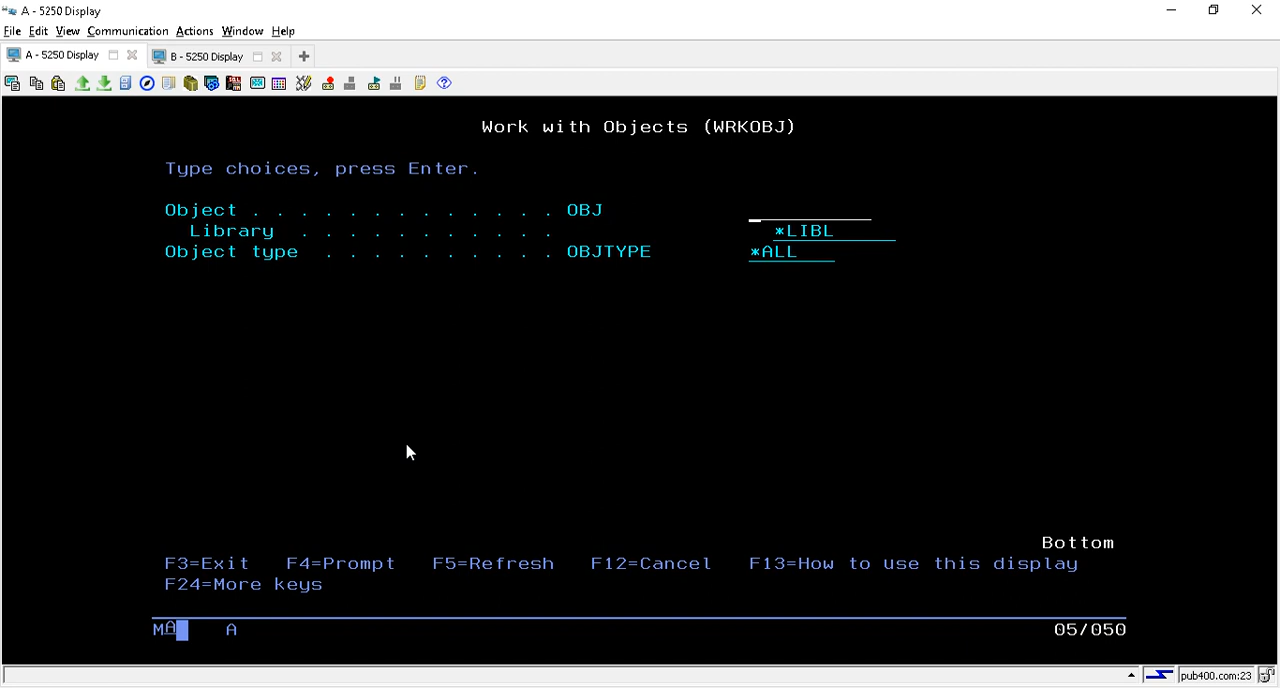 A - 5250 Display
File Edit View Communication Actions Window Help
A - 5250 Display B - 5250 Display
Work with Objects (WRKOBJ)
Type choices, press Enter.
Object . . . . . . . . . . . . . OBJ
Library . . . . . . . . . . . *LIBL
Object type . . . . . . . . . . OBJTYPE *ALL
Bottom
F3=Exit F4=Prompt F5=Refresh F12=Cancel F13=How to use this display
F24=More keys
MA A 05/050
pub400.com:23